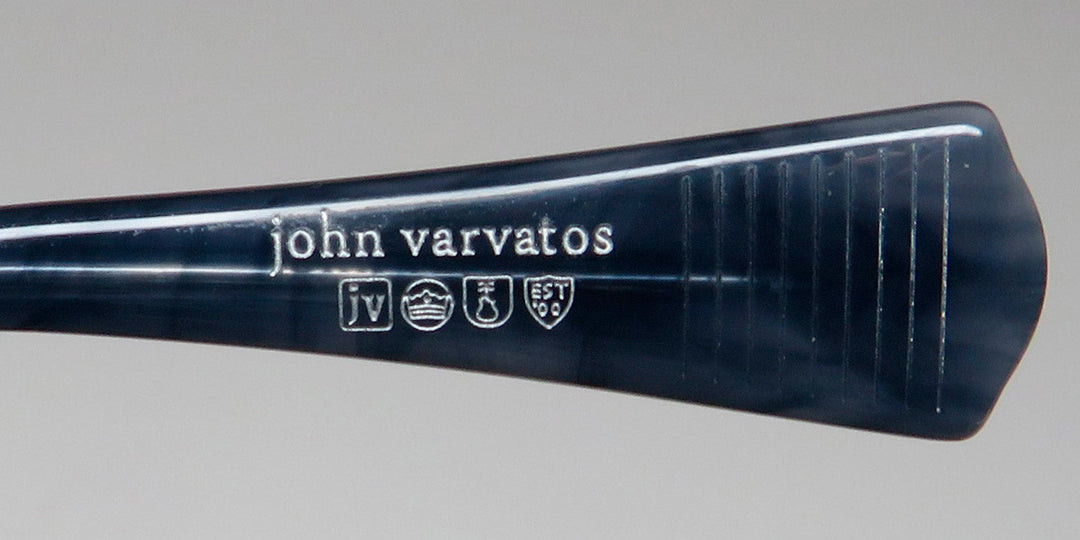 john varvatos
jv EST
'00